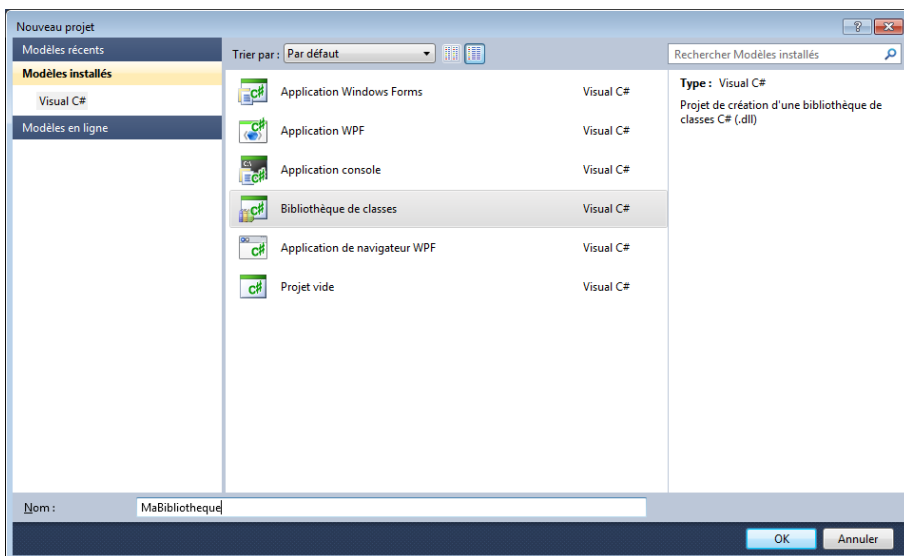 Nouveau projet
Modèles récents
Modèles installés
Visual C#
Modèles en ligne
Trier par : Par défaut
Application Windows Forms Visual C#
Application WPF Visual C#
Application console Visual C#
Bibliothèque de classes Visual C#
Application de navigateur WPF Visual C#
Projet vide Visual C#
Rechercher Modèles installés
Type : Visual C#
Projet de création d'une bibliothèque de
classes C# (.dll)
Nom : MaBibliotheque
OK Annuler